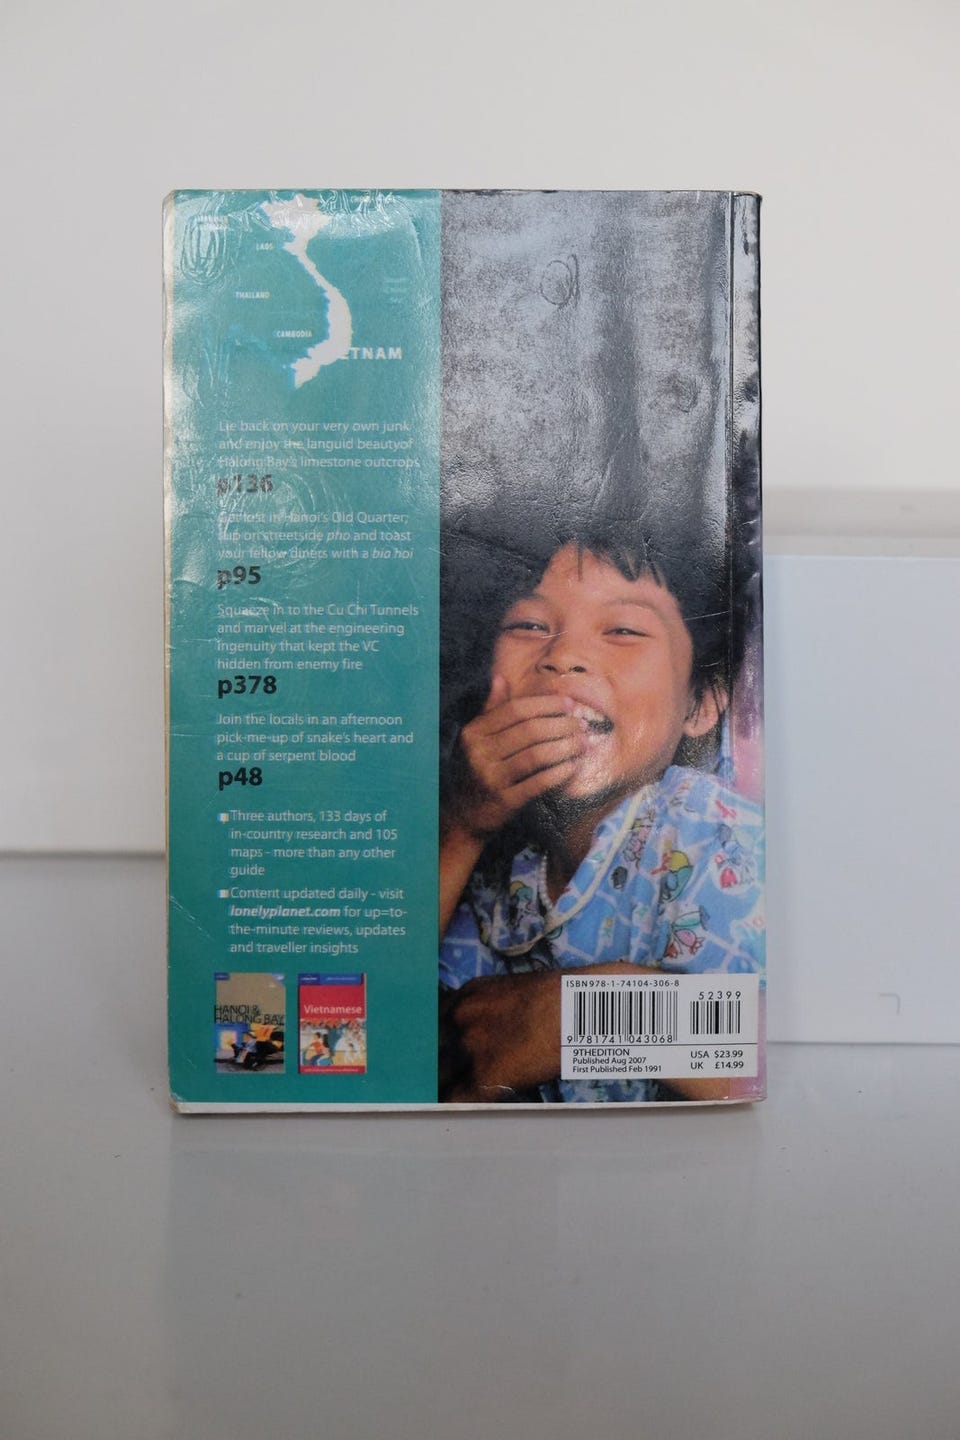 LAOS
THAILAND
CAMBODIA
ETNAM
Lie back on your very own junk
and enjoy the languid beautyof
Halong Bay's limestone outcrops
p136
Get lost in Hanoi's Old Quarter;
slip on streetside pho and toast
your fellow diners with a bia hoi
p95
Squeeze in to the Cu Chi Tunnels
and marvel at the engineering
ingenuity that kept the VC
hidden from enemy fire
p378
Join the locals in an afternoon
pick-me-up of snake's heart and
a cup of serpent blood
p48
Three authors, 133 days of
in-country research and 105
maps - more than any other
guide
Content updated daily - visit
lonelyplanet.com for up=to-
the-minute reviews, updates
and traveller insights
HANOI &
HALONG BAY
Vietnamese
ISBN978-1-74104-306-8
52399
9 781741 043068
9THEDITION
Published Aug 2007
First Published Feb 1991
USA $23.99
UK £14.99